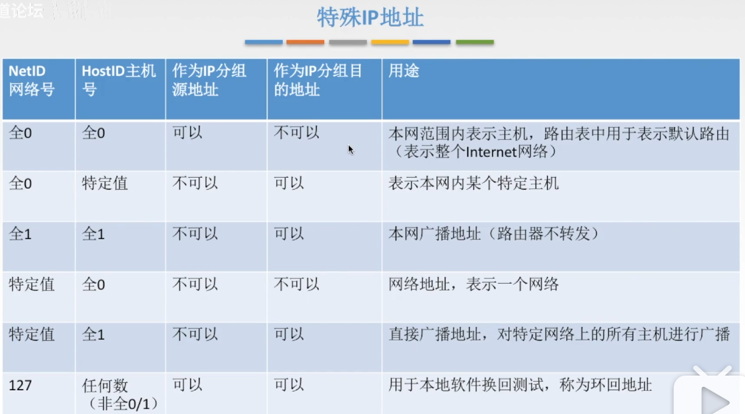 道论坛
特殊IP地址
NetID
网络号
HostID主机
号
作为IP分组
源地址
作为IP分组目
的地址
用途
全0
全0
可以
不可以
本网范围内表示主机，路由表中用于表示默认路由
（表示整个Internet网络）
全0
特定值
不可以
可以
表示本网内某个特定主机
全1
全1
不可以
可以
本网广播地址（路由器不转发）
特定值
全0
不可以
不可以
网络地址，表示一个网络
特定值
全1
不可以
可以
直接广播地址，对特定网络上的所有主机进行广播
127
任何数
（非全0/1）
可以
可以
用于本地软件换回测试，称为环回地址